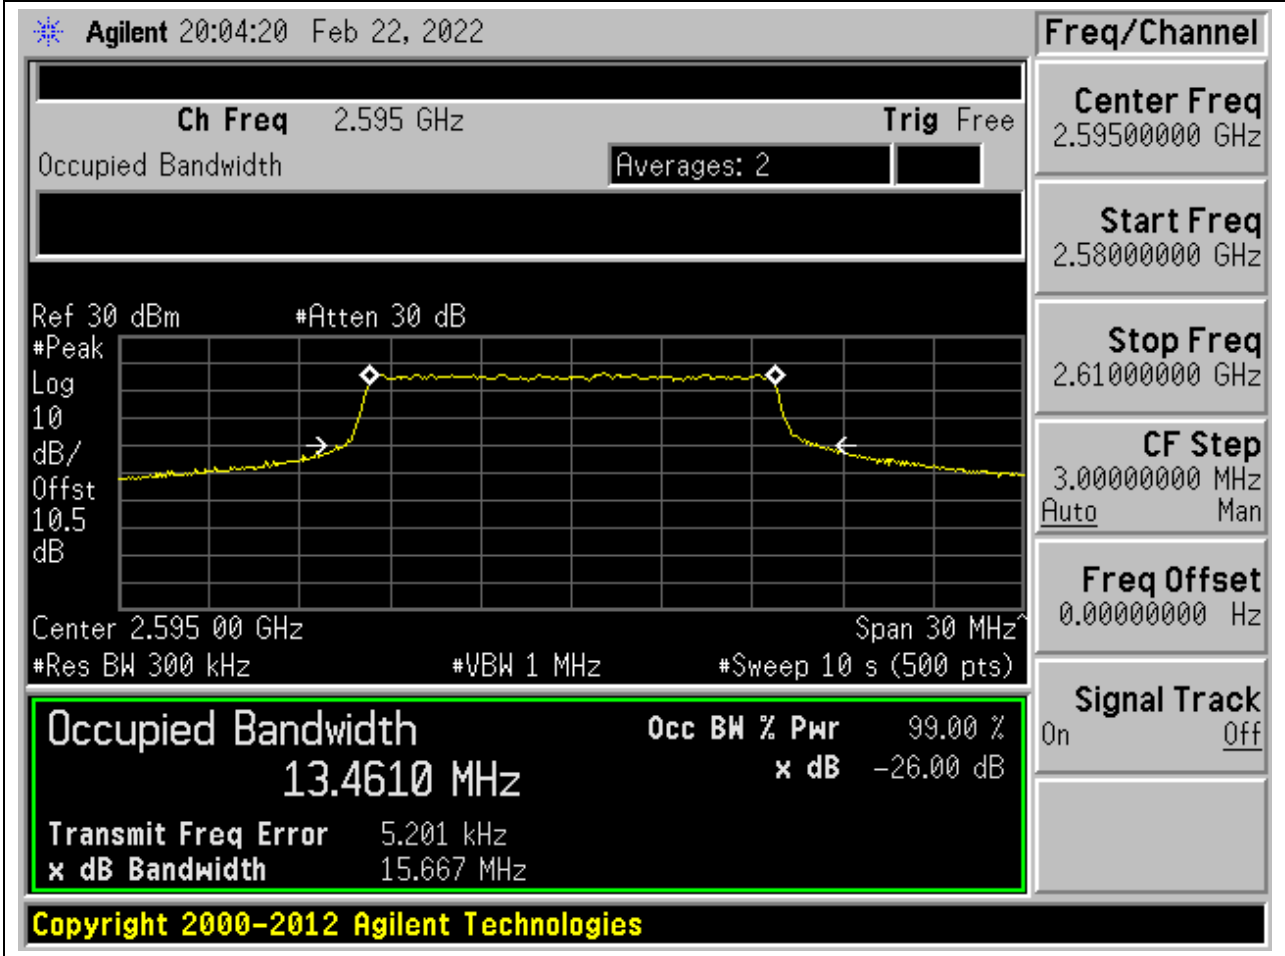 Agilent 20:04:20 Feb 22, 2022
Freq/Channel
Ch Freq 2.595 GHz Trig Free
Occupied Bandwidth Averages: 2
Center Freq
2.59500000 GHz
Start Freq
2.58000000 GHz
Stop Freq
2.61000000 GHz
CF Step
3.00000000 MHz
Auto Man
Freq Offset
0.00000000 Hz
Signal Track
On Off
Ref 30 dBm #Atten 30 dB
#Peak
Log
10
dB/
Offst
10.5
dB
Center 2.595 00 GHz Span 30 MHz^
#Res BW 300 kHz #VBW 1 MHz #Sweep 10 s (500 pts)
Occupied Bandwidth
13.4610 MHz
Occ BW % Pwr 99.00 %
x dB -26.00 dB
Transmit Freq Error 5.201 kHz
x dB Bandwidth 15.667 MHz
Copyright 2000-2012 Agilent Technologies